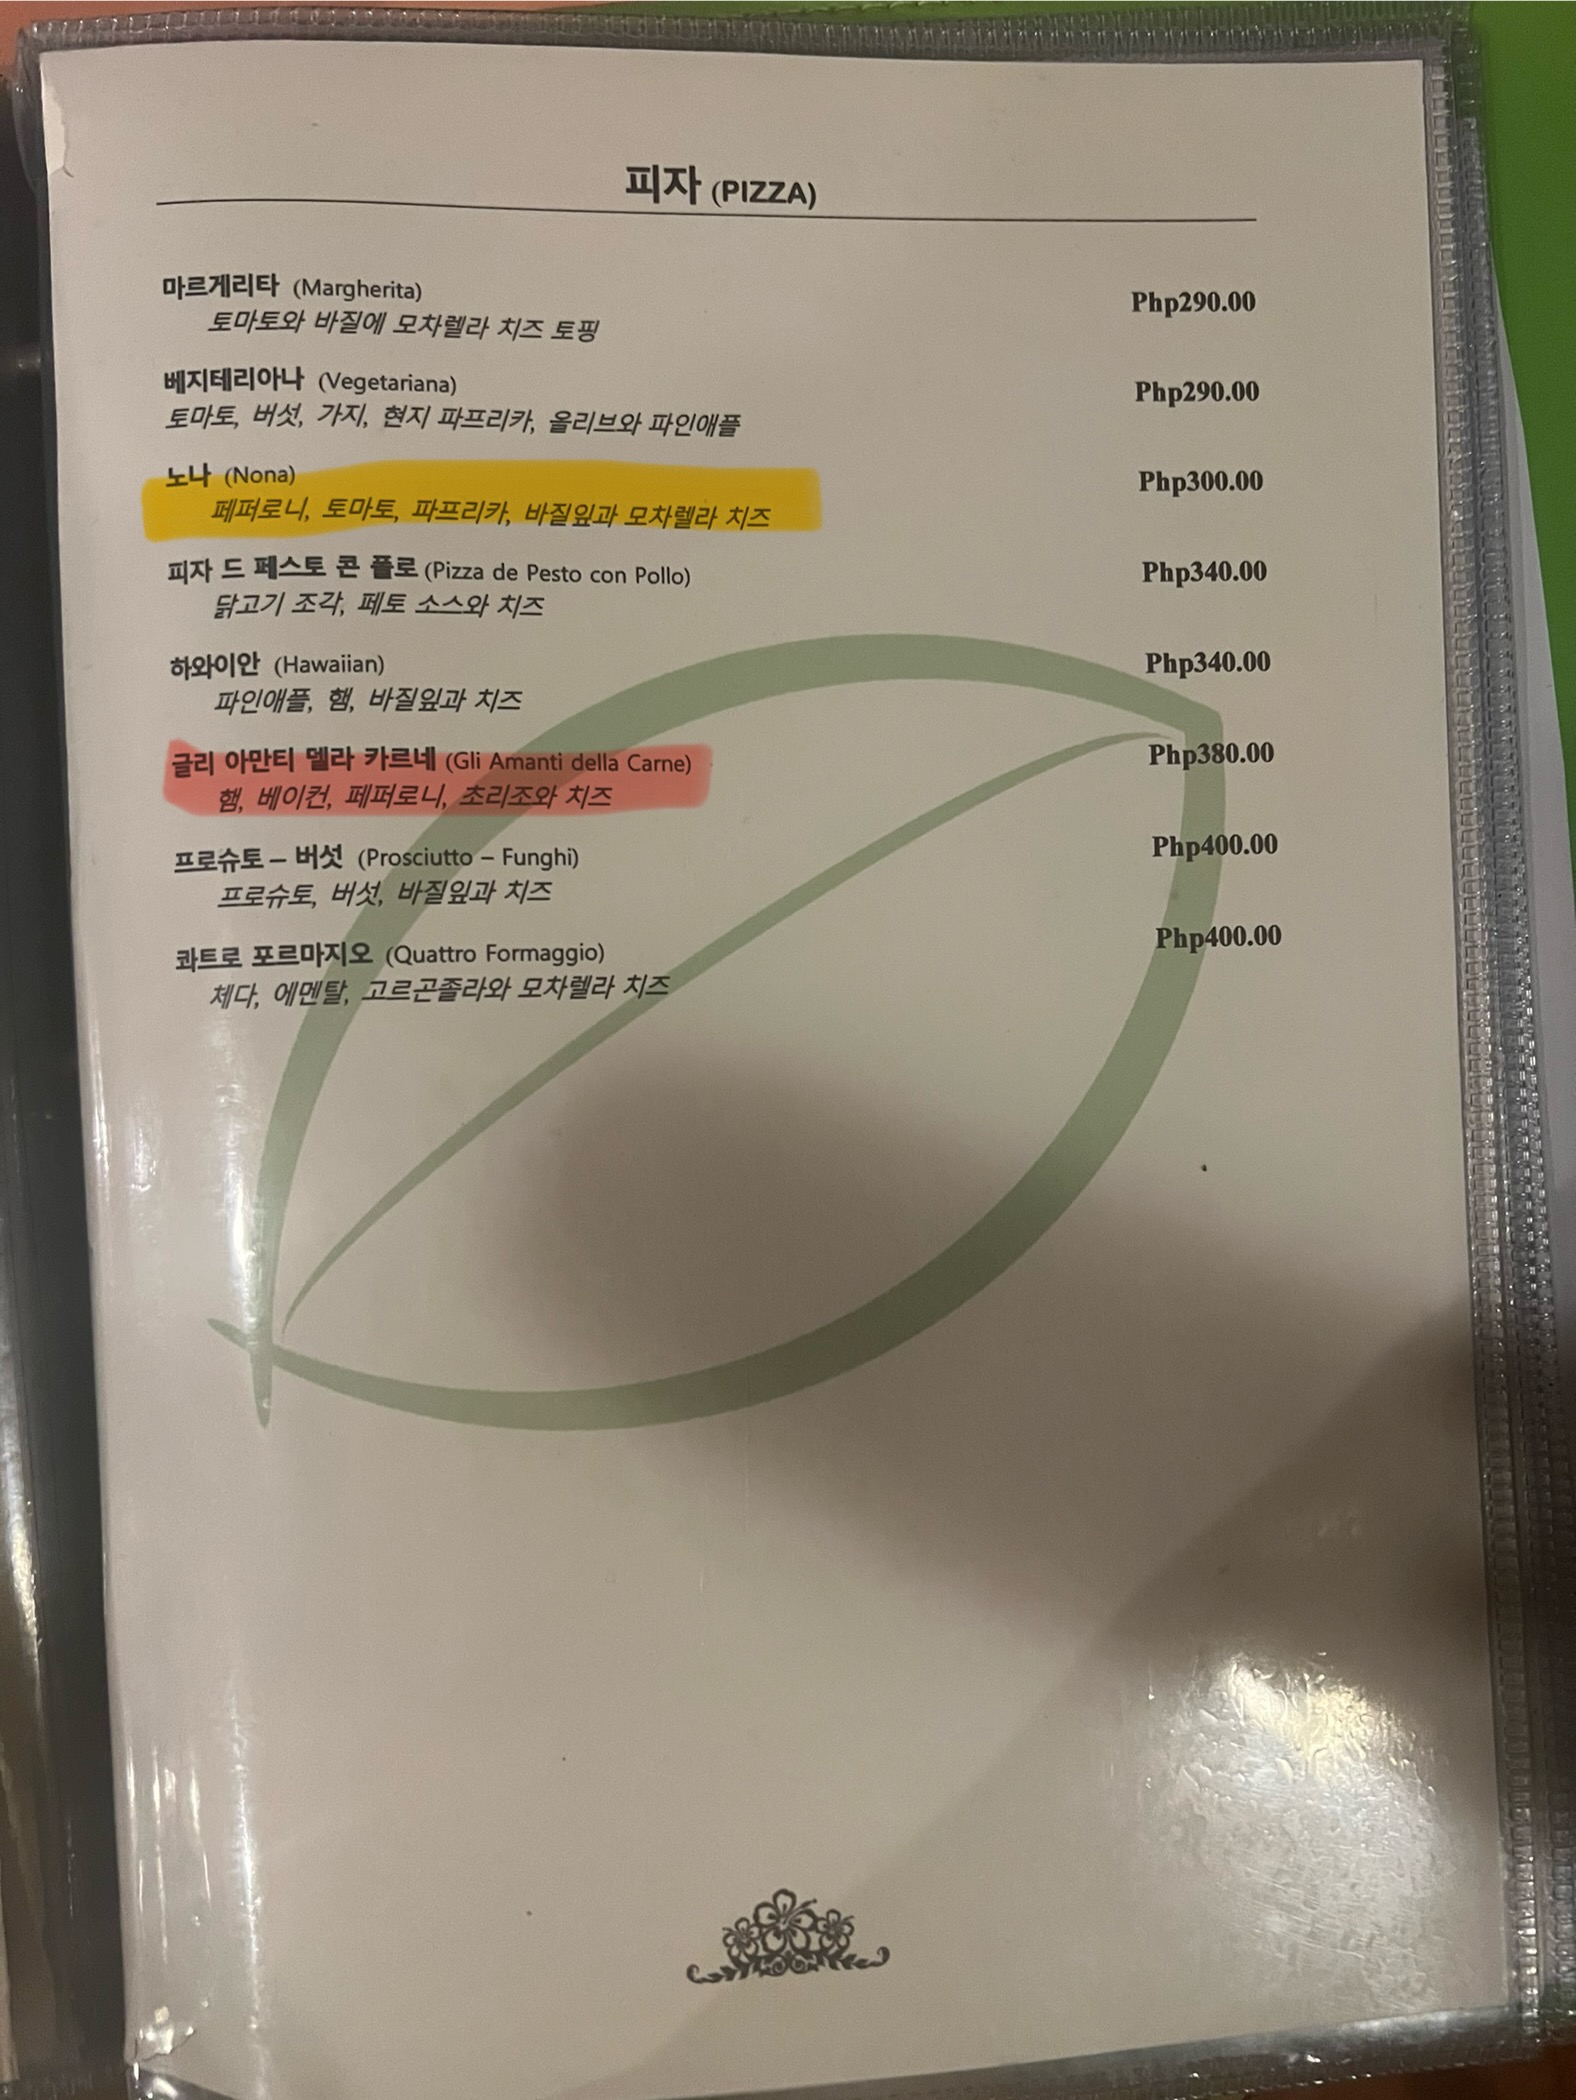 피자 (PIZZA)
마르게리타 (Margherita) Php290.00
토마토와 바질에 모차렐라 치즈 토핑
베지테리아나 (Vegetariana) Php290.00
토마토, 버섯, 가지, 현지 파프리카, 올리브와 파인애플
노나 (Nona) Php300.00
페퍼로니, 토마토, 파프리카, 바질잎과 모차렐라 치즈
피자 드 페스토 콘 폴로 (Pizza de Pesto con Pollo) Php340.00
닭고기 조각, 페토 소스와 치즈
하와이안 (Hawaiian) Php340.00
파인애플, 햄, 바질잎과 치즈
글리 아만티 델라 카르네 (Gli Amanti della Carne) Php380.00
햄, 베이컨, 페퍼로니, 초리조와 치즈
프로슈토 – 버섯 (Prosciutto – Funghi) Php400.00
프로슈토, 버섯, 바질잎과 치즈
콰트로 포르마지오 (Quattro Formaggio) Php400.00
체다, 에멘탈, 고르곤졸라와 모차렐라 치즈